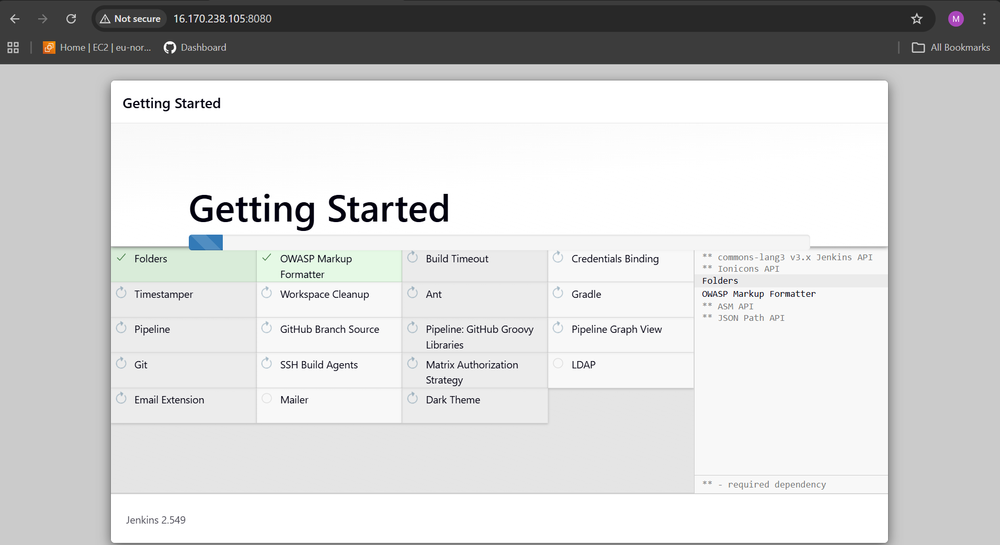 Not secure
16.170.238.105:8080
M
Home | EC2 | eu-nor...
Dashboard
All Bookmarks
Getting Started
Getting Started
Folders
OWASP Markup
Formatter
Build Timeout
Credentials Binding
Timestamper
Workspace Cleanup
Ant
Gradle
Pipeline
GitHub Branch Source
Pipeline: GitHub Groovy
Libraries
Pipeline Graph View
Git
SSH Build Agents
Matrix Authorization
Strategy
LDAP
Email Extension
Mailer
Dark Theme
** commons-lang3 v3.x Jenkins API
** Ionicons API
Folders
OWASP Markup Formatter
** ASM API
** JSON Path API
** - required dependency
Jenkins 2.549